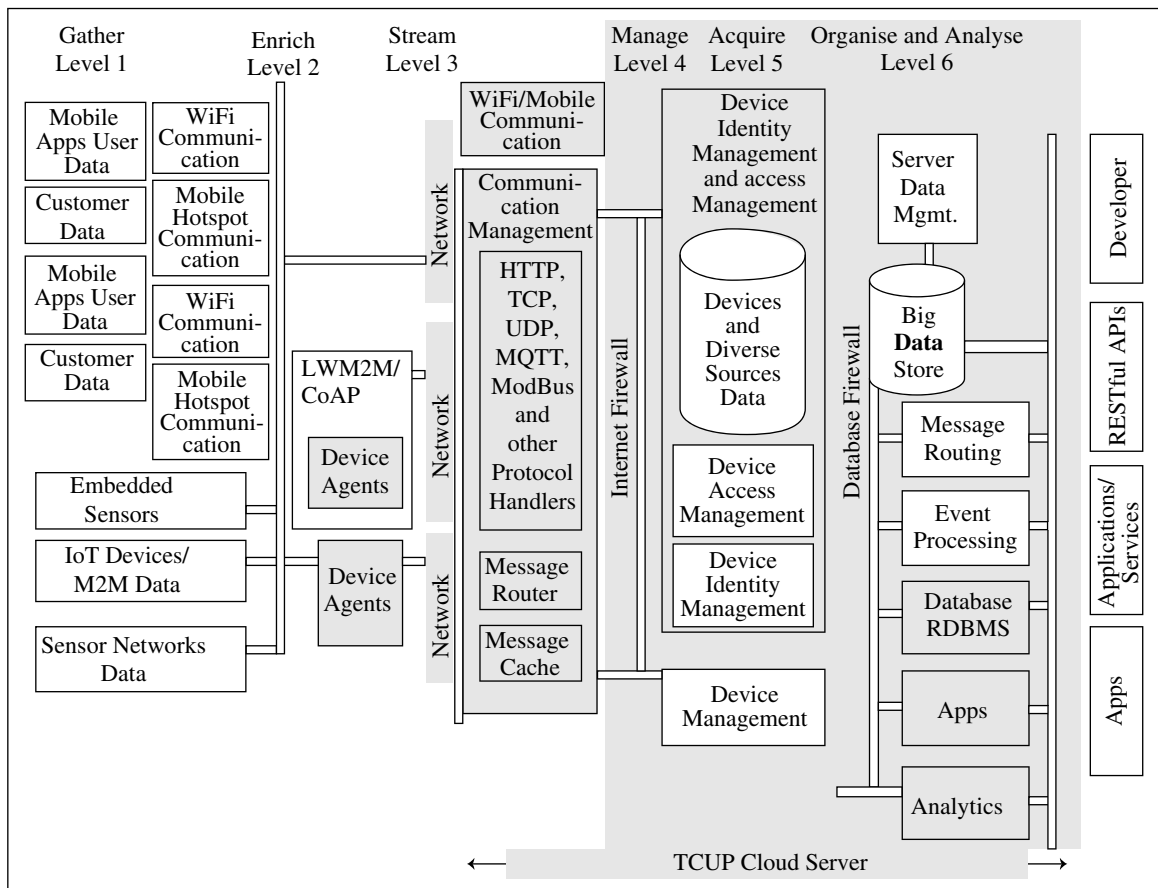 Gather
Level 1
Enrich
Level 2
Stream
Level 3
Manage
Level 4
Acquire
Level 5
Organise and Analyse
Level 6
Mobile
Apps User
Data
WiFi
Communi-
cation
Customer
Data
Mobile
Hotspot
Communi-
cation
Mobile
Apps User
Data
WiFi
Communi-
cation
Customer
Data
Mobile
Hotspot
Communi-
cation
Embedded
Sensors
IoT Devices/
M2M Data
Sensor Networks
Data
LWM2M/
CoAP
Device
Agents
Device
Agents
Network
Network
Network
WiFi/Mobile
Communi-
cation
Communi-
cation
Management
HTTP,
TCP,
UDP,
MQTT,
ModBus
and
other
Protocol
Handlers
Message
Router
Message
Cache
Internet Firewall
Device
Identity
Management
and access
Management
Devices and
Diverse
Sources
Data
Device
Access
Management
Device
Identity
Management
Device
Management
Database Firewall
Server
Data
Mgmt.
Big
Data
Store
Message
Routing
Event
Processing
Database
RDBMS
Apps
Analytics
Developer
RESTful APIs
Applications/
Services
Apps
TCUP Cloud Server